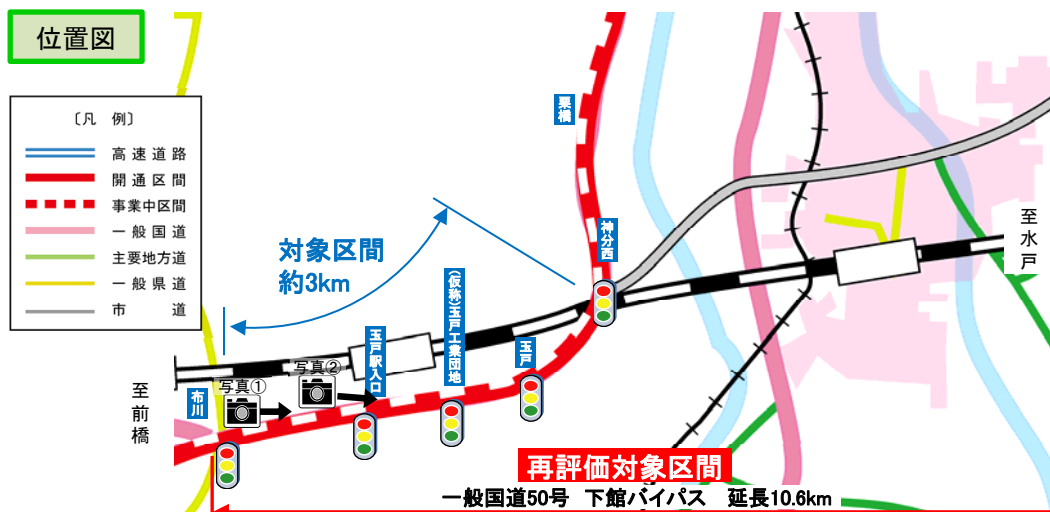 位置図
〔凡 例〕
高速道路
開通区間
事業中区間
一般国道
主要地方道
一般県道
市 道
対象区間
約3km
栗橋
神分西
至水戸
(仮称)玉戸工業団地
玉戸
玉戸駅入口
写真②
写真①
布川
至前橋
再評価対象区間
一般国道50号 下館バイパス 延長10.6km